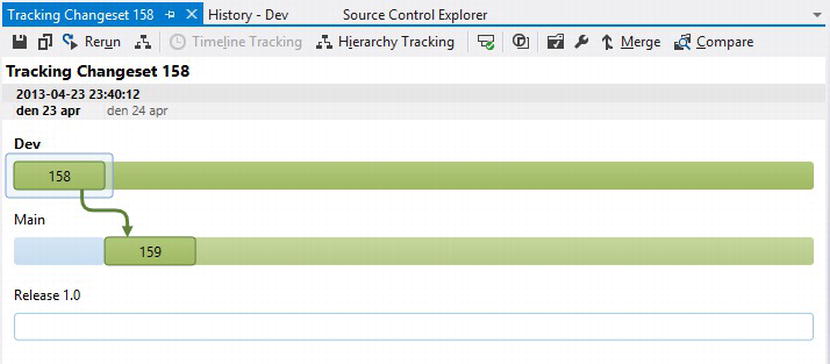 Tracking Changeset 158 History - Dev Source Control Explorer
Rerun Timeline Tracking Hierarchy Tracking Merge Compare
Tracking Changeset 158
2013-04-23 23:40:12
den 23 apr den 24 apr
Dev
158
Main
159
Release 1.0